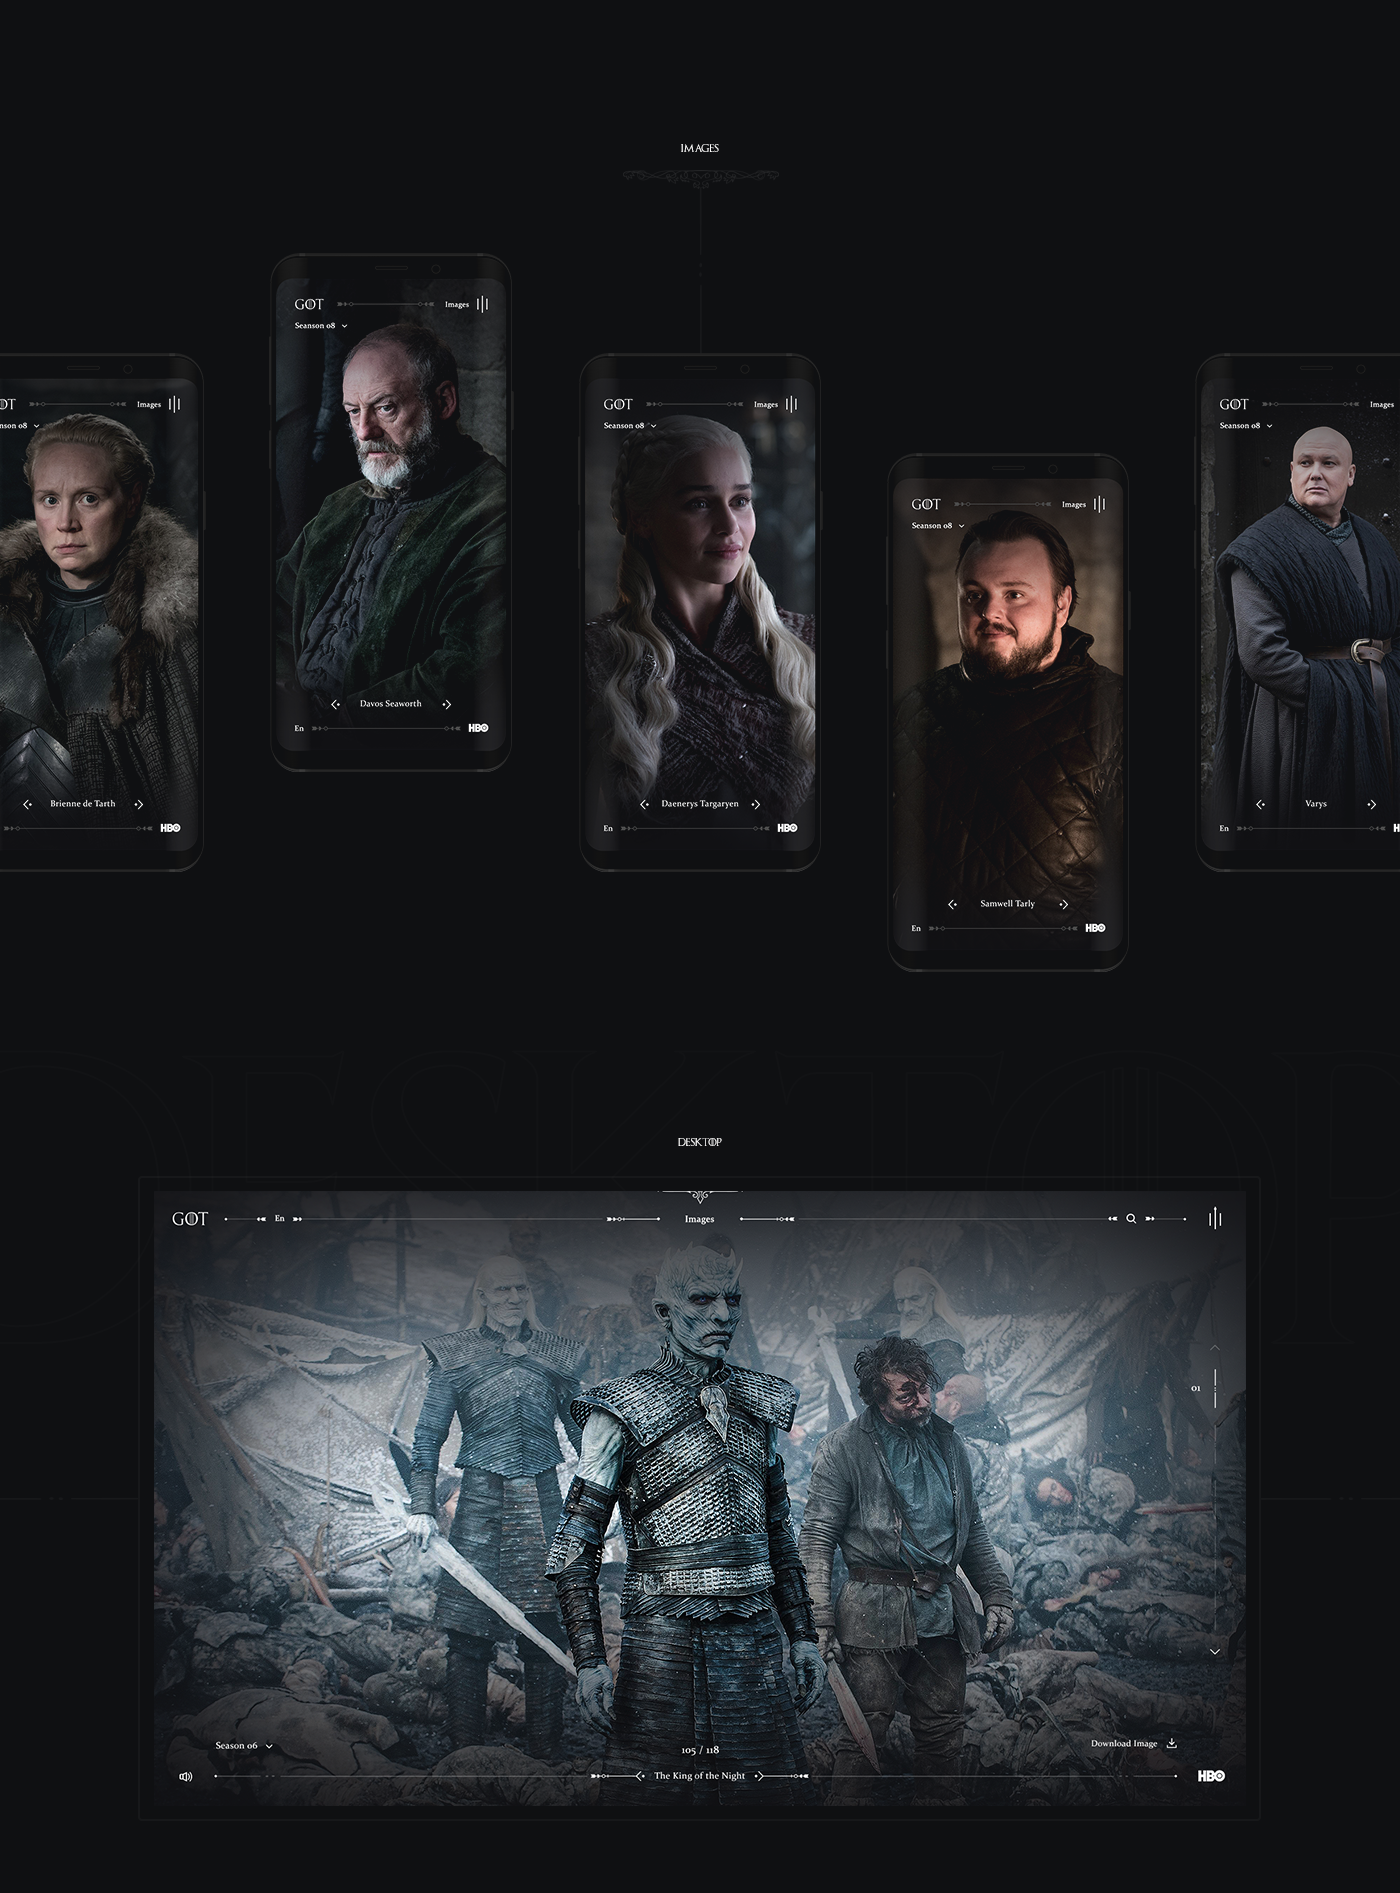 IMAGES
GOT
Images
Seanson 08
Davos Seaworth
En
HBO
OT
Images
nson 08
Brienne de Tarth
HBO
GOT
Images
Seanson 08
Daenerys Targaryen
En
HBO
GOT
Images
Seanson 08
Samwell Tarly
En
HBO
GOT
Images
Seanson 08
Varys
En
H
DESKTOP
DESKTOP
GOT
En
Images
01
Season 06
105 / 118
Download Image
The King of the Night
HBO